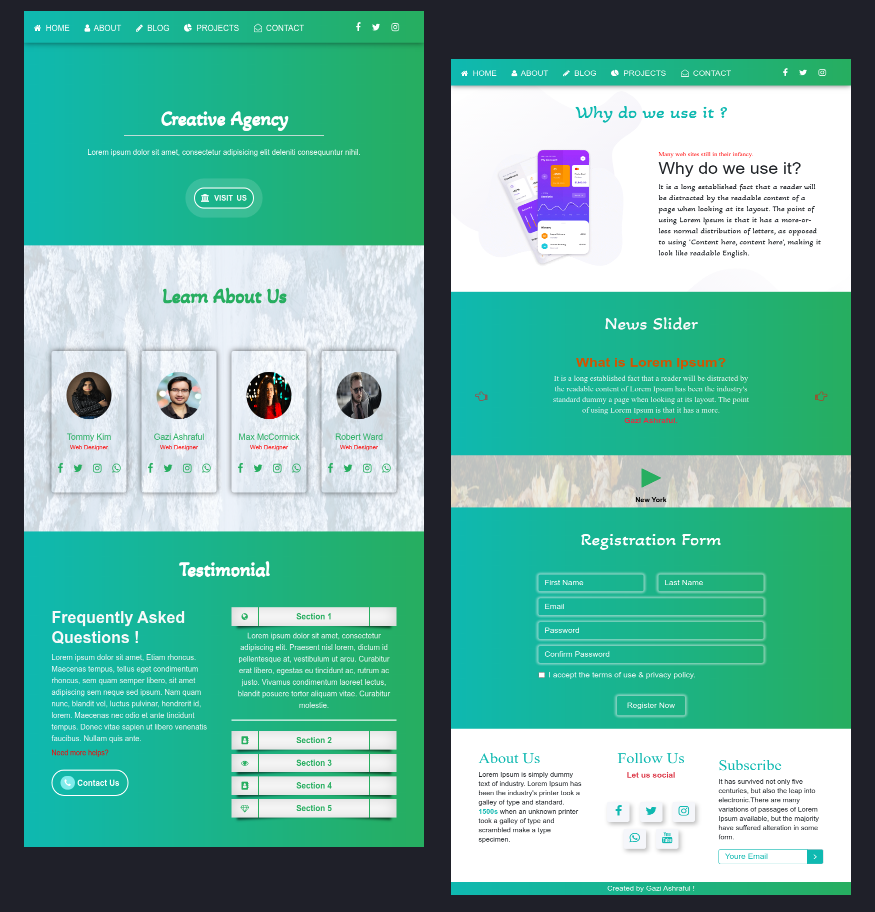 HOME ABOUT BLOG PROJECTS CONTACT
Creative Agency
Lorem ipsum dolor sit amet, consectetur adipisicing elit deleniti consequuntur nihil.
VISIT US
Learn About Us
Tommy Kim
Web Designer
Gazi Ashraful
Web Designer
Max McCormick
Web Designer
Robert Ward
Web Designer
Testimonial
Frequently Asked
Questions !
Lorem ipsum dolor sit amet, Etiam rhoncus.
Maecenas tempus, tellus eget condimentum
rhoncus, sem quam semper libero, sit amet
adipiscing sem neque sed ipsum. Nam quam
nunc, blandit vel, luctus pulvinar, hendrerit id,
lorem. Maecenas nec odio et ante tincidunt
tempus. Donec vitae sapien ut libero venenatis
faucibus. Nullam quis ante.
Need more helps?
Contact Us
Section 1
Lorem ipsum dolor sit amet, consectetur
adipiscing elit. Praesent nisl lorem, dictum id
pellentesque at, vestibulum ut arcu. Curabitur
erat libero, egestas eu tincidunt ac, rutrum ac
justo. Vivamus condimentum laoreet lectus,
blandit posuere tortor aliquam vitae. Curabitur
molestie.
Section 2
Section 3
Section 4
Section 5
HOME ABOUT BLOG PROJECTS CONTACT
Why do we use it ?
Many web sites still in their infancy.
Why do we use it?
It is a long established fact that a reader will
be distracted by the readable content of a
page when looking at its layout. The point of
using Lorem Ipsum is that it has a more-or-
less normal distribution of letters, as opposed
to using 'Content here, content here', making it
look like readable English.
News Slider
What is Lorem Ipsum?
It is a long established fact that a reader will be distracted by
the readable content of Lorem Ipsum has been the industry's
standard dummy a page when looking at its layout. The point
of using Lorem Ipsum is that it has a more.
Gazi Ashraful.
New York
Registration Form
First Name
Last Name
Email
Password
Confirm Password
I accept the terms of use & privacy policy.
Register Now
About Us
Lorem Ipsum is simply dummy
text of industry. Lorem Ipsum has
been the industry's printer took a
galley of type and standard.
1500s when an unknown printer
took a galley of type and
scrambled make a type
specimen.
Follow Us
Let us social
You
Tube
Subscribe
It has survived not only five
centuries, but also the leap into
electronic.There are many
variations of passages of Lorem
Ipsum available, but the majority
have suffered alteration in some
form.
Youre Email
Created by Gazi Ashraful !